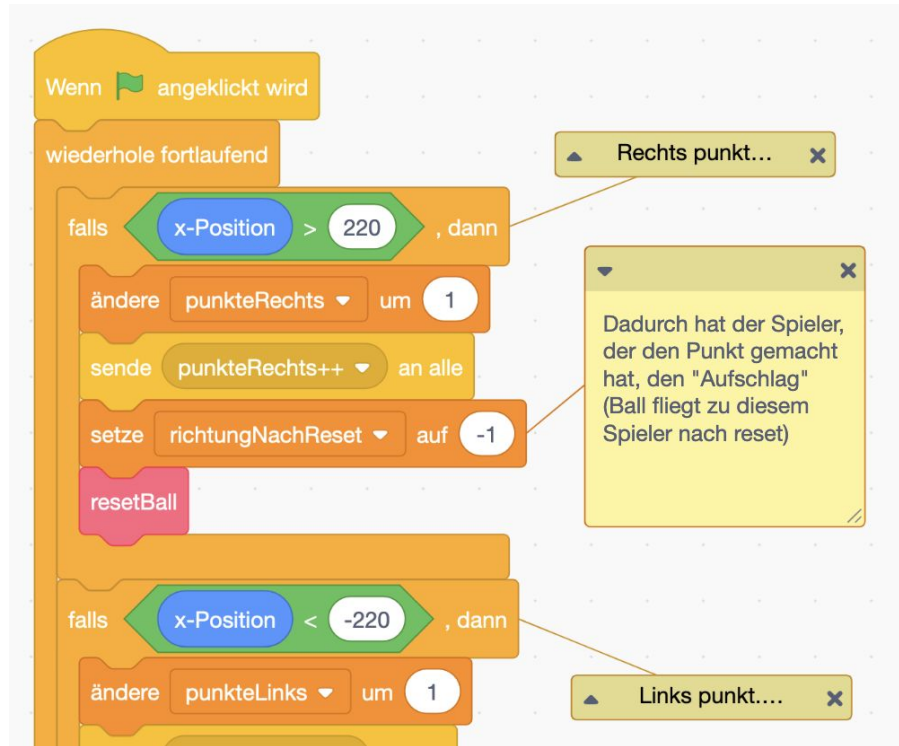 Wenn angeklickt wird
wiederhole fortlaufend
Rechts punkt...
falls x-Position > 220 , dann
ändere punkteRechts um 1
sende punkteRechts++ an alle
setze richtungNachReset auf -1
resetBall
Dadurch hat der Spieler,
der den Punkt gemacht
hat, den "Aufschlag"
(Ball fliegt zu diesem
Spieler nach reset)
falls x-Position < -220 , dann
ändere punkteLinks um 1
Links punkt....